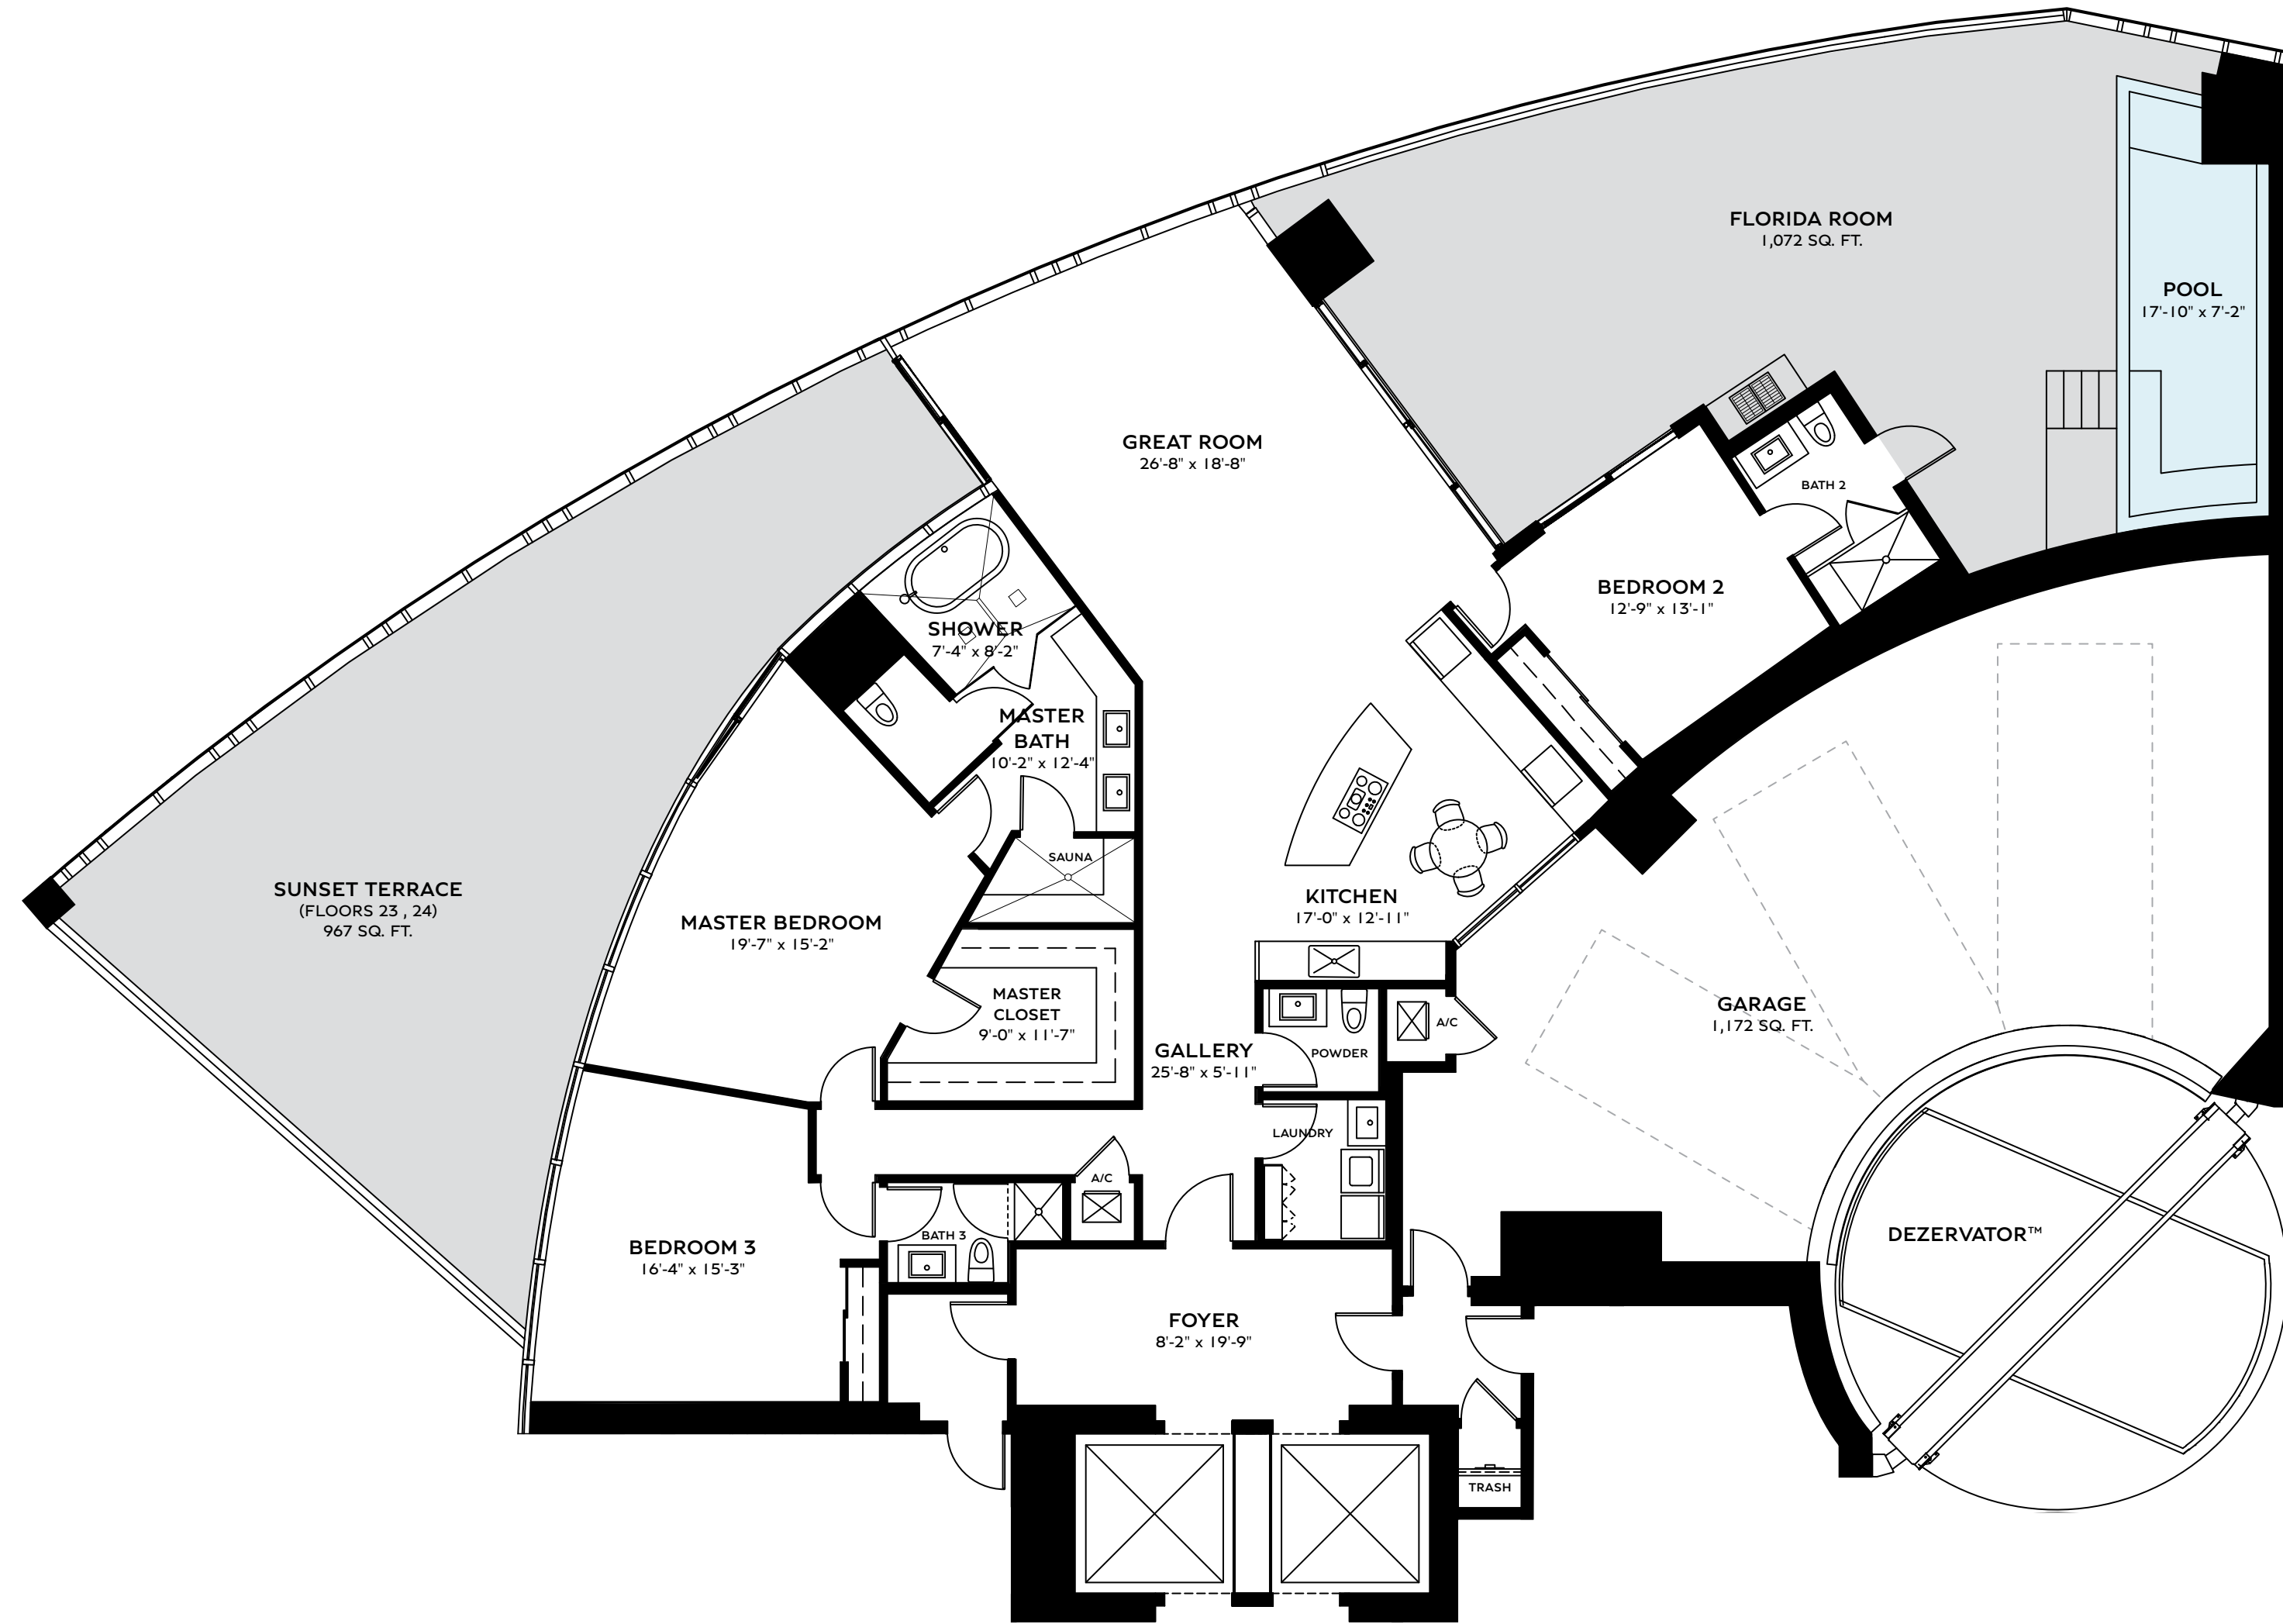 FLORIDA ROOM
1,072 SQ. FT.
POOL
17'-10" x 7'-2"
GREAT ROOM
26'-8" x 18'-8"
BATH 2
BEDROOM 2
12'-9" x 13'-1"
SHOWER
7'-4" x 8'-2"
MASTER
BATH
10'-2" x 12'-4"
SAUNA
SUNSET TERRACE
(FLOORS 23 , 24)
967 SQ. FT.
MASTER BEDROOM
19'-7" x 15'-2"
KITCHEN
17'-0" x 12'-11"
MASTER
CLOSET
9'-0" x 11'-7"
GARAGE
1,172 SQ. FT.
A/C
GALLERY
25'-8" x 5'-11"
POWDER
LAUNDRY
A/C
BATH 3
BEDROOM 3
16'-4" x 15'-3"
DEZERVATOR™
FOYER
8'-2" x 19'-9"
TRASH